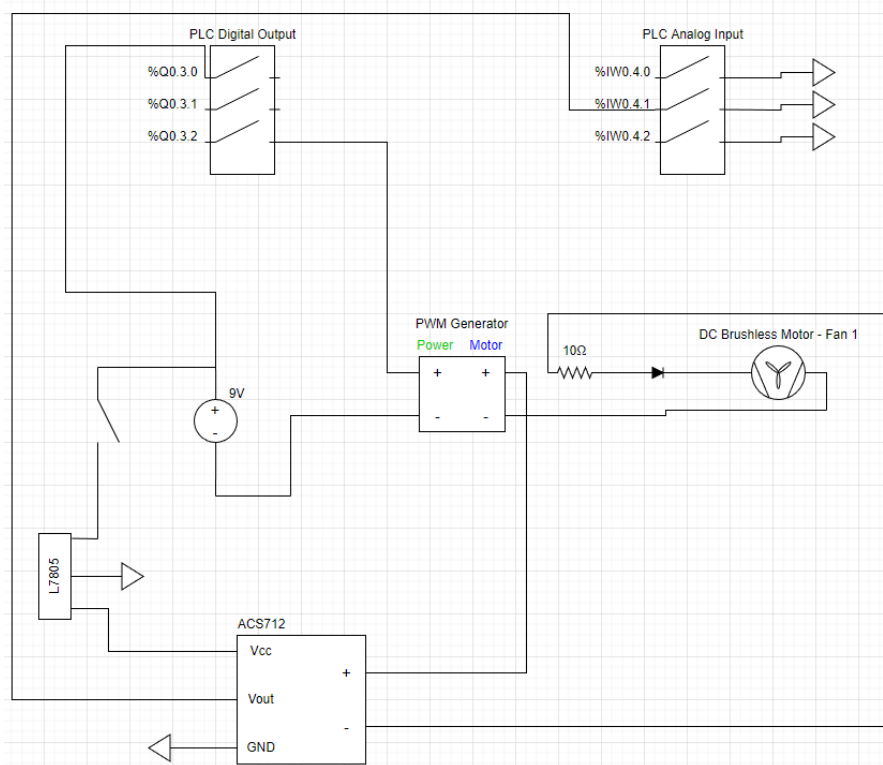 PLC Digital Output
PLC Analog Input
%Q0.3.0
%IW0.4.0
%Q0.3.1
%IW0.4.1
%Q0.3.2
%IW0.4.2
PWM Generator
Power Motor
DC Brushless Motor - Fan 1
10Ω
+ +
- -
9V
+
-
L7805
ACS712
Vcc
+
Vout
-
GND